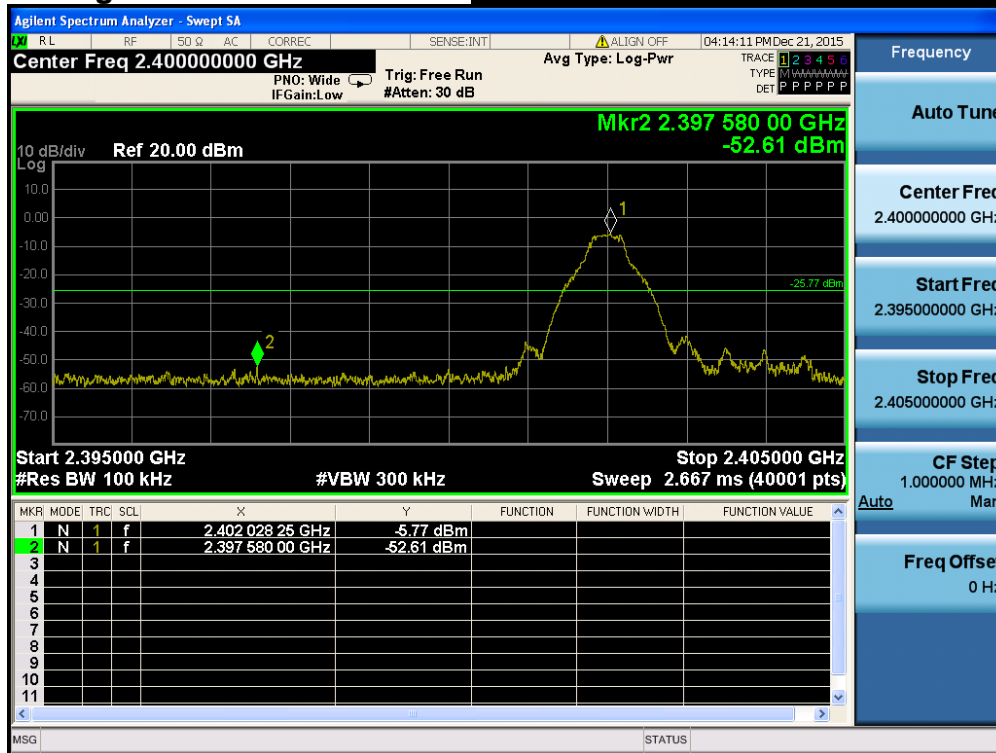 Agilent Spectrum Analyzer - Swept SA
LXI RL RF 50 Ω AC CORREC SENSE:INT ALIGN OFF 04:14:11 PM Dec 21, 2015
Center Freq 2.400000000 GHz
PNO: Wide
IFGain:Low
Trig: Free Run
#Atten: 30 dB
Avg Type: Log-Pwr
TRACE 1 2 3 4 5 6
TYPE M WWWWW
DET P P P P P P
Mkr2 2.397 580 00 GHz
-52.61 dBm
10 dB/div Ref 20.00 dBm
Log
10.0
0.00
-10.0
-20.0
-30.0
-40.0
-50.0
-60.0
-70.0
1
2
-25.77 dBm
Start 2.395000 GHz Stop 2.405000 GHz
#Res BW 100 kHz #VBW 300 kHz Sweep 2.667 ms (40001 pts)
MKR MODE TRC SCL X Y FUNCTION FUNCTION WIDTH FUNCTION VALUE
1 N 1 f 2.402 028 25 GHz -5.77 dBm
2 N 1 f 2.397 580 00 GHz -52.61 dBm
3
4
5
6
7
8
9
10
11
MSG STATUS
Frequency
Auto Tune
Center Freq
2.400000000 GHz
Start Freq
2.395000000 GHz
Stop Freq
2.405000000 GHz
CF Step
1.000000 MHz
Auto Man
Freq Offset
0 Hz